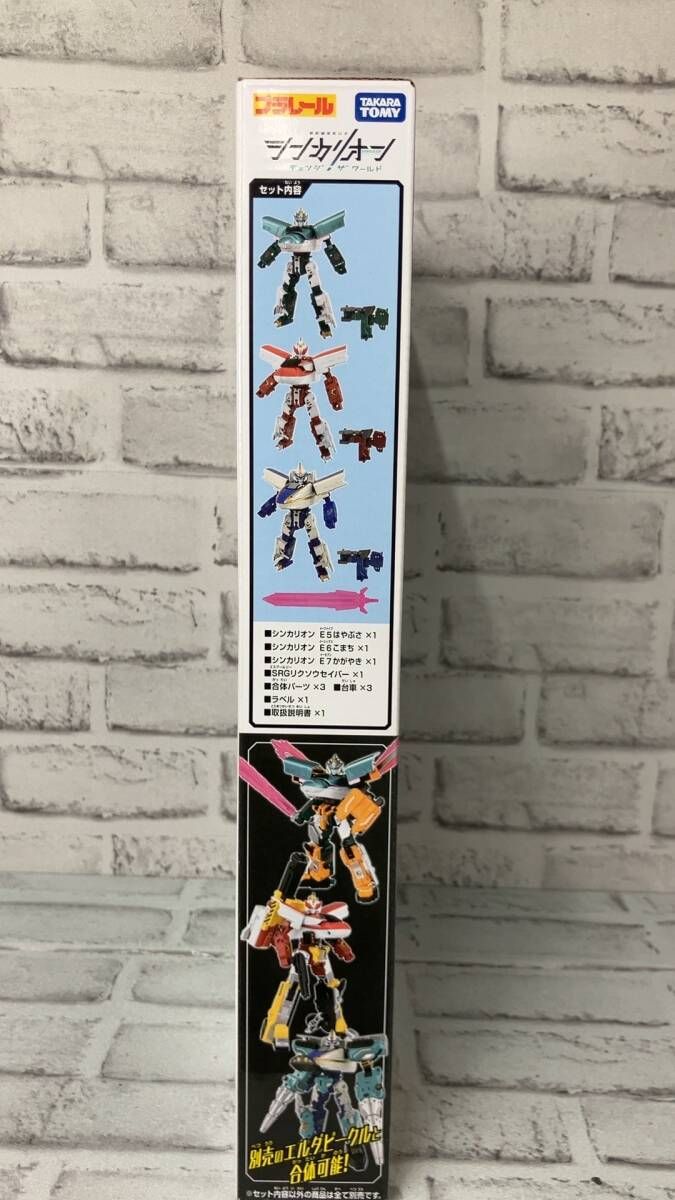 プラレール
TAKARA TOMY
シンカリオン
チェンジ ザ ワールド
セット内容
■シンカリオン E5はやぶさ ×1
■シンカリオン E6こまち ×1
■シンカリオン E7かがやき ×1
■SRGリクソウセイバー ×1
■合体パーツ ×3 ■台車 ×3
■ラベル ×1
■取扱説明書 ×1
別売のエルダビークルと
合体可能!
※セット内容以外の商品は全て別売です。